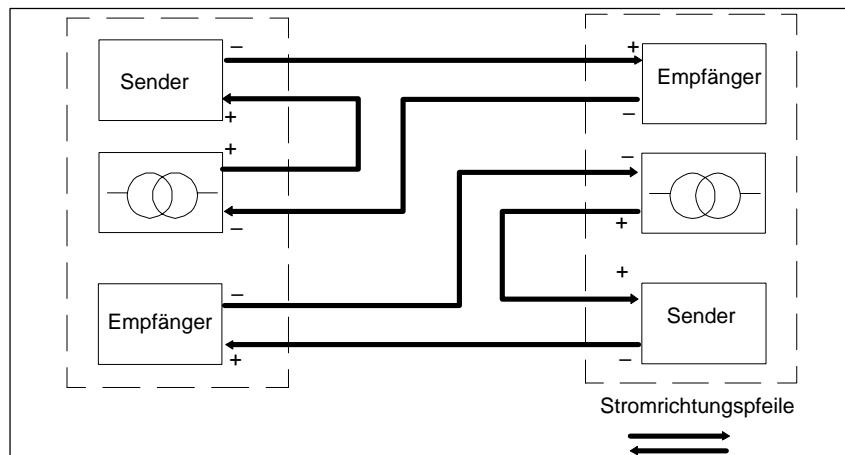 − +
Sender Empfänger
+ −
+ −
− +
− +
Empfänger Sender
+ −
Stromrichtungspfeile